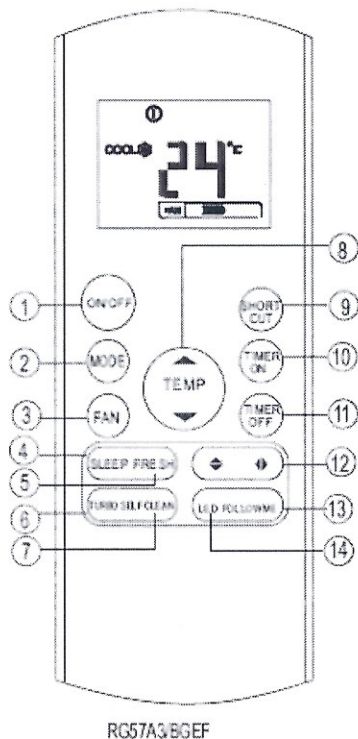 COOL 24 °C
FAN
8
1 ON/OFF SHORT CUT 9
2 MODE TEMP TIMER ON 10
3 FAN TIMER OFF 11
4 SLEEP FRESH 12
5
6 TURBO SELF CLEAN LED FOLLOW ME 13
7 14
RG57A3/BGEF